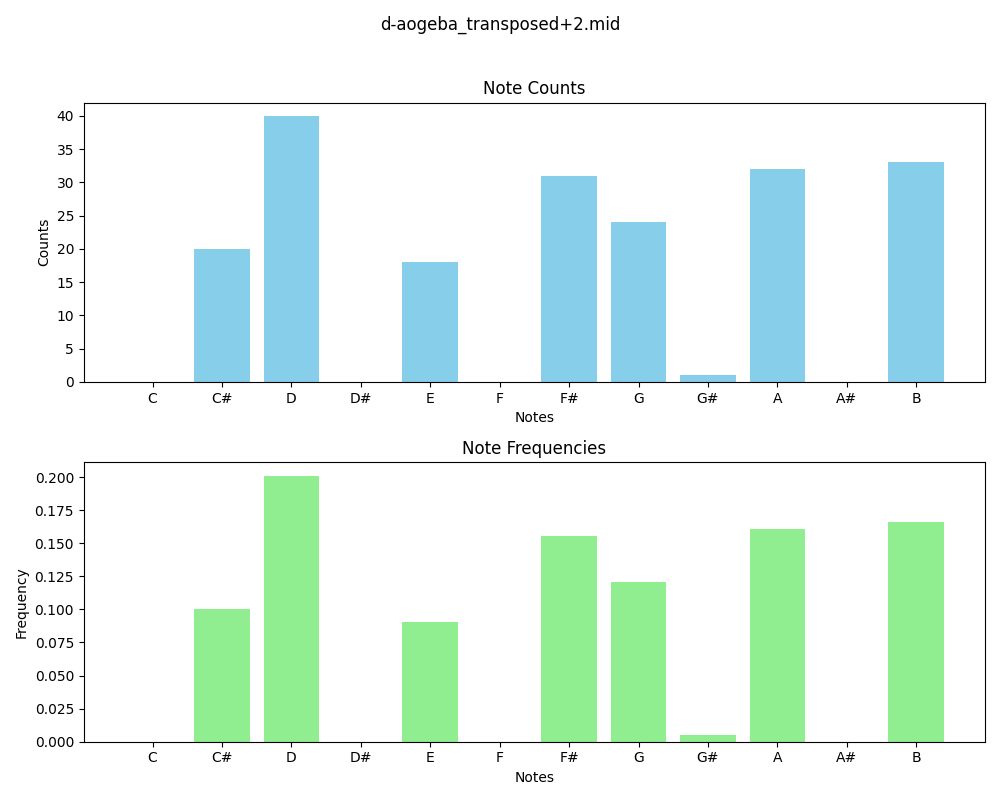 d-aogeba_transposed+2.mid
Note Counts
40
35
30
25
20
15
10
5
0
Counts
C C# D D# E F F# G G# A A# B
Notes
Note Frequencies
0.200
0.175
0.150
0.125
0.100
0.075
0.050
0.025
0.000
Frequency
C C# D D# E F F# G G# A A# B
Notes